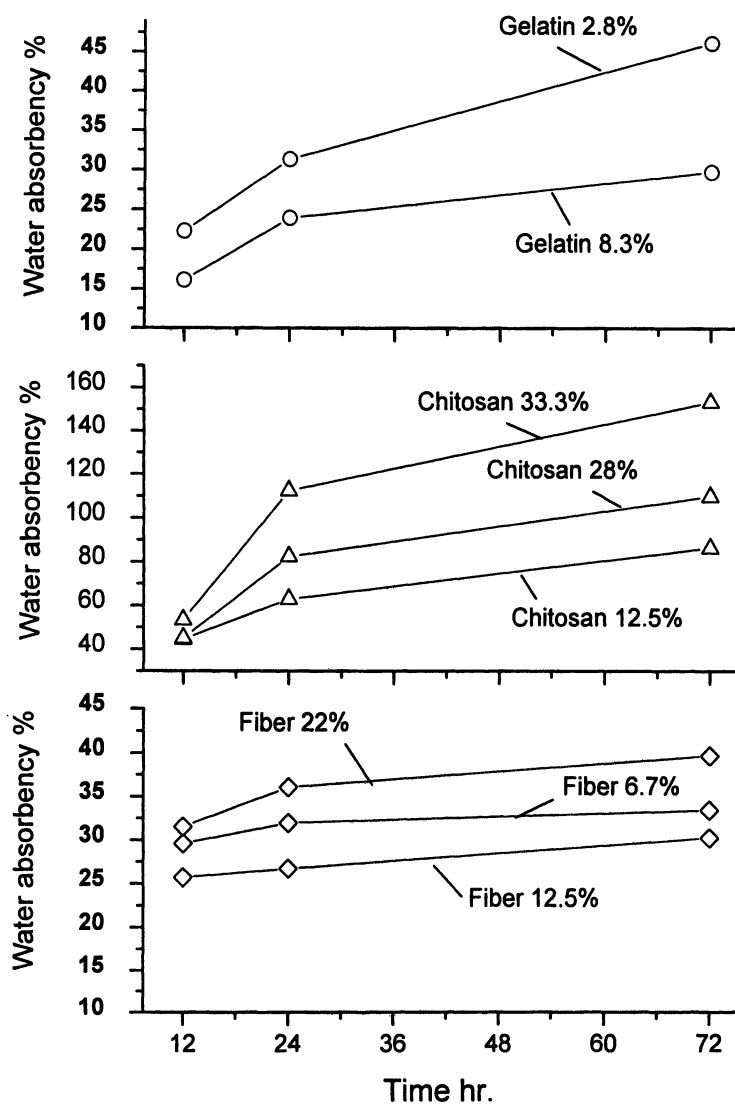 Water absorbency %
45
40
35
30
25
20
15
10
Gelatin 2.8%
Gelatin 8.3%
Water absorbency %
160
140
120
100
80
60
40
Chitosan 33.3%
Chitosan 28%
Chitosan 12.5%
Water absorbency %
45
40
35
30
25
20
15
10
Fiber 22%
Fiber 6.7%
Fiber 12.5%
12 24 36 48 60 72
Time hr.